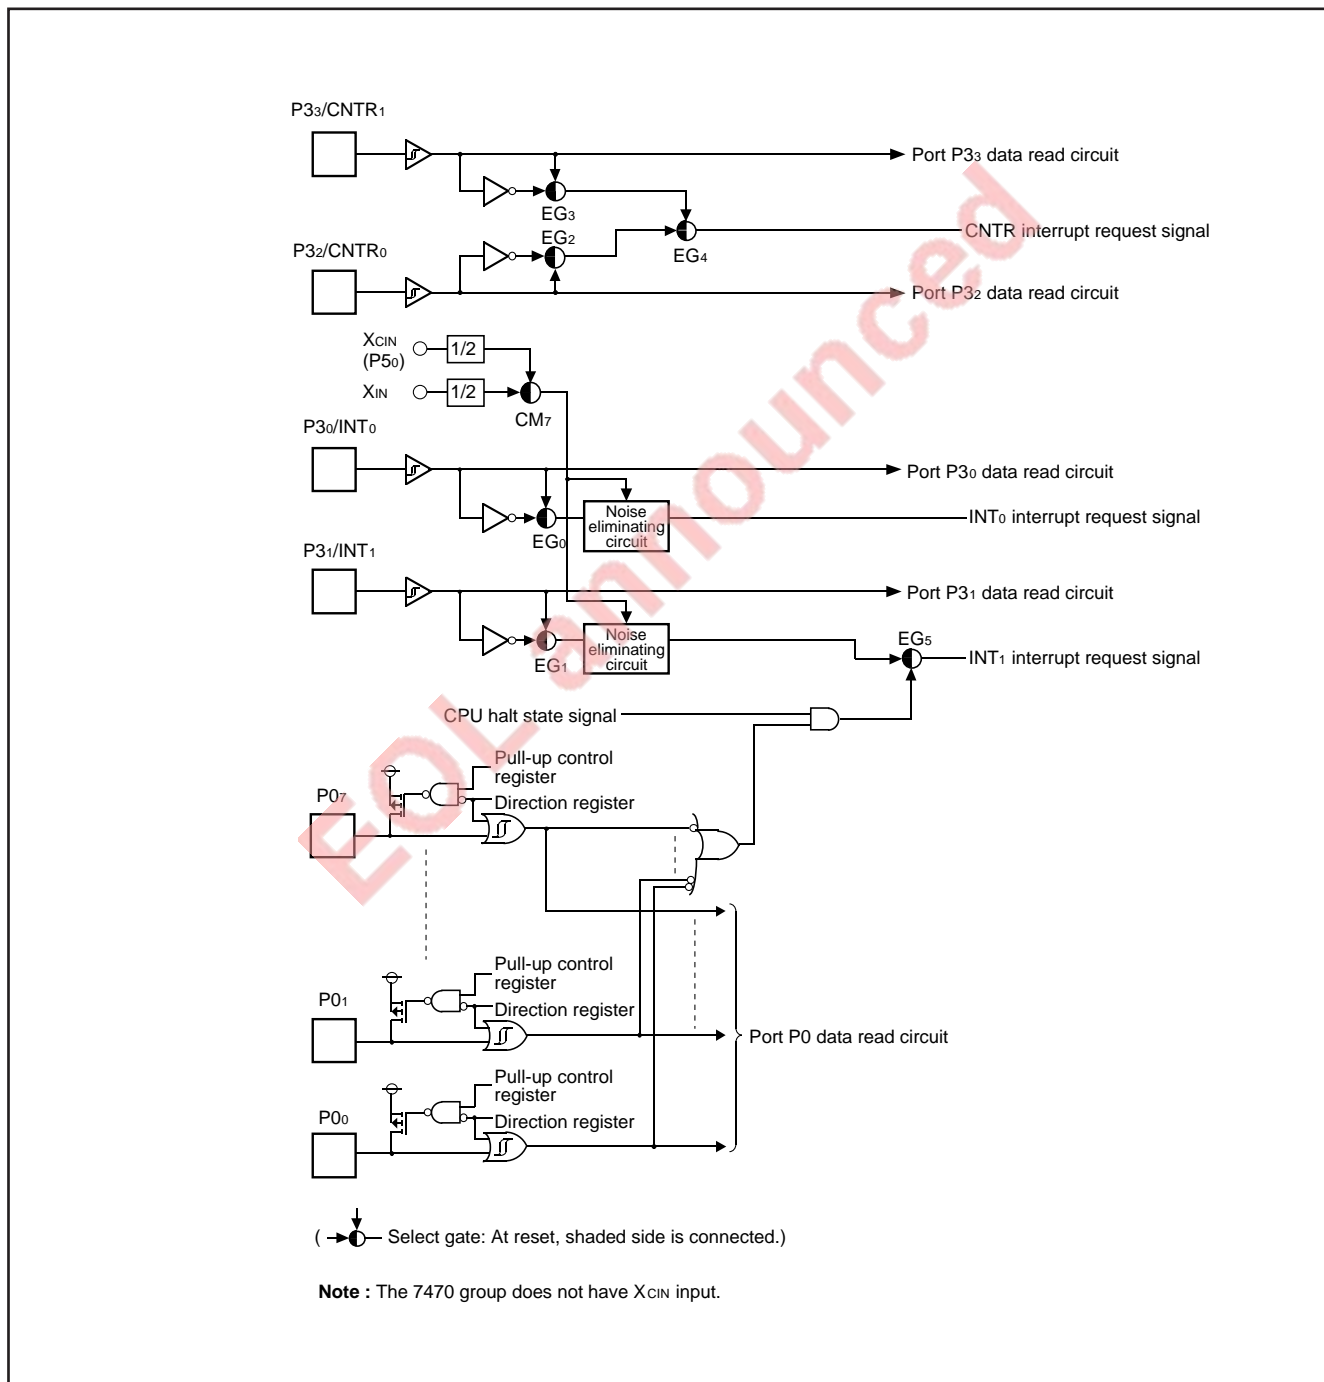 P3₃/CNTR₁
Port P3₃ data read circuit
EG₃
EG₂
CNTR interrupt request signal
P3₂/CNTR₀
EG₄
Port P3₂ data read circuit
XCIN
(P5₀)
1/2
XIN
1/2
CM₇
P3₀/INT₀
Port P3₀ data read circuit
Noise
eliminating
circuit
INT₀ interrupt request signal
EG₀
P3₁/INT₁
Port P3₁ data read circuit
Noise
eliminating
circuit
EG₅
EG₁
INT₁ interrupt request signal
CPU halt state signal
Pull-up control
register
P0₇
Direction register
Pull-up control
register
P0₁
Direction register
Port P0 data read circuit
Pull-up control
register
P0₀
Direction register
( Select gate: At reset, shaded side is connected.)
Note : The 7470 group does not have XCIN input.
EOL announced